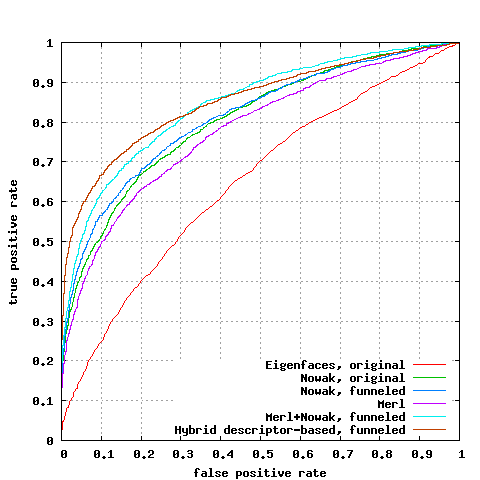 1
0.9
0.8
0.7
0.6
0.5
0.4
0.3
0.2
0.1
0
true positive rate
Eigenfaces, original
Nowak, original
Nowak, funneled
Merl
Merl+Nowak, funneled
Hybrid descriptor-based, funneled
0 0.1 0.2 0.3 0.4 0.5 0.6 0.7 0.8 0.9 1
false positive rate